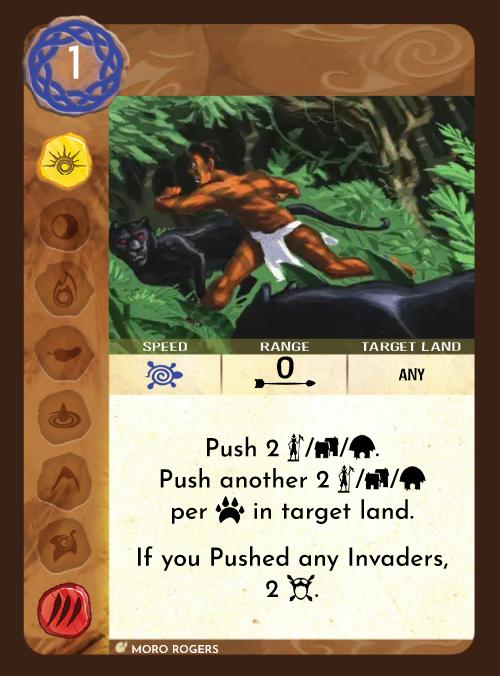 1
SPEED RANGE TARGET LAND
0 ANY
Push 2 / / .
Push another 2 / /
per in target land.
If you Pushed any Invaders,
2 .
MORO ROGERS